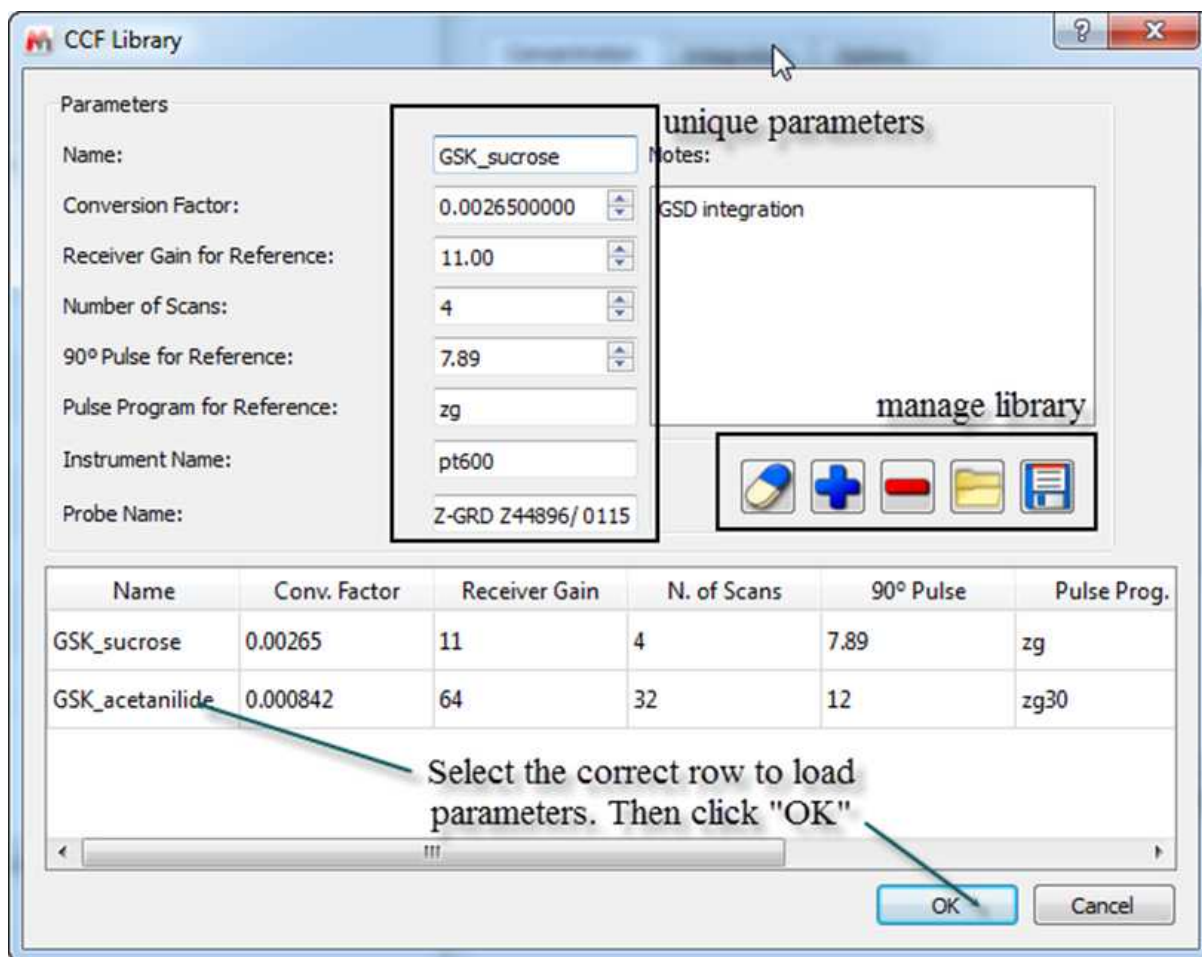 CCF Library
Parameters
unique parameters
Name: GSK_sucrose Notes:
Conversion Factor: 0.0026500000 GSD integration
Receiver Gain for Reference: 11.00
Number of Scans: 4
90º Pulse for Reference: 7.89
Pulse Program for Reference: zg manage library
Instrument Name: pt600
Probe Name: Z-GRD Z44896/ 0115
Name Conv. Factor Receiver Gain N. of Scans 90º Pulse Pulse Prog.
GSK_sucrose 0.00265 11 4 7.89 zg
GSK_acetanilide 0.000842 64 32 12 zg30
Select the correct row to load
parameters. Then click "OK"
OK Cancel